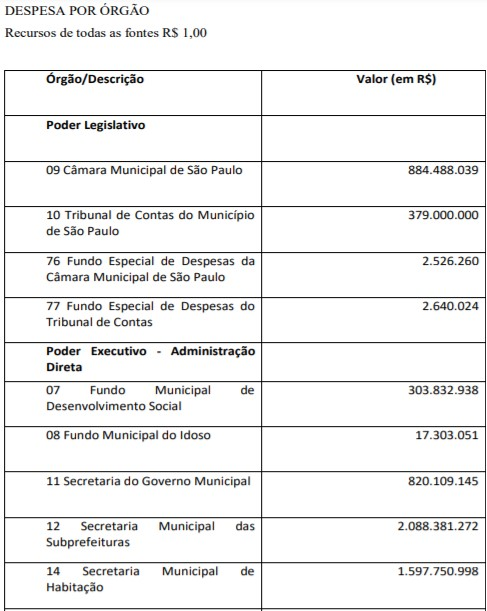 DESPESA POR ÓRGÃO
Recursos de todas as fontes R$ 1,00
Órgão/Descrição Valor (em R$)
Poder Legislativo
09 Câmara Municipal de São Paulo 884.488.039
10 Tribunal de Contas do Município 379.000.000
de São Paulo
76 Fundo Especial de Despesas da 2.526.260
Câmara Municipal de São Paulo
77 Fundo Especial de Despesas do 2.640.024
Tribunal de Contas
Poder Executivo - Administração
Direta
07 Fundo Municipal de 303.832.938
Desenvolvimento Social
08 Fundo Municipal do Idoso 17.303.051
11 Secretaria do Governo Municipal 820.109.145
12 Secretaria Municipal das 2.088.381.272
Subprefeituras
14 Secretaria Municipal de 1.597.750.998
Habitação